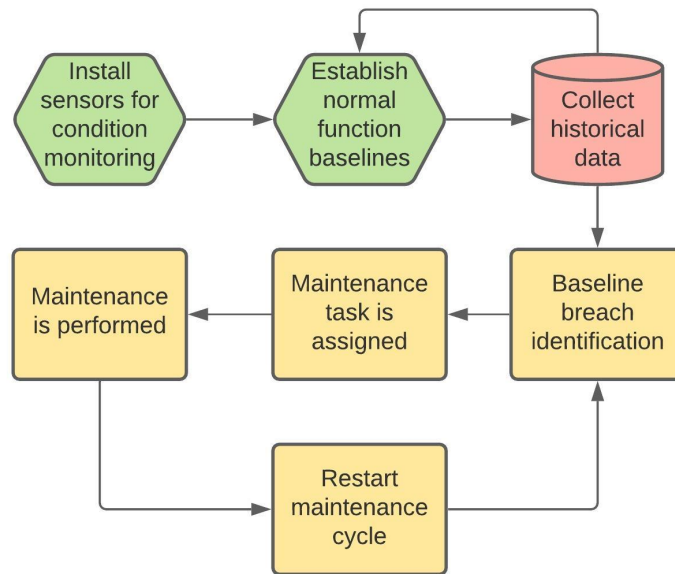 Install
sensors for
condition
monitoring
Establish
normal
function
baselines
Collect
historical
data
Baseline
breach
identification
Maintenance
task is
assigned
Maintenance
is performed
Restart
maintenance
cycle